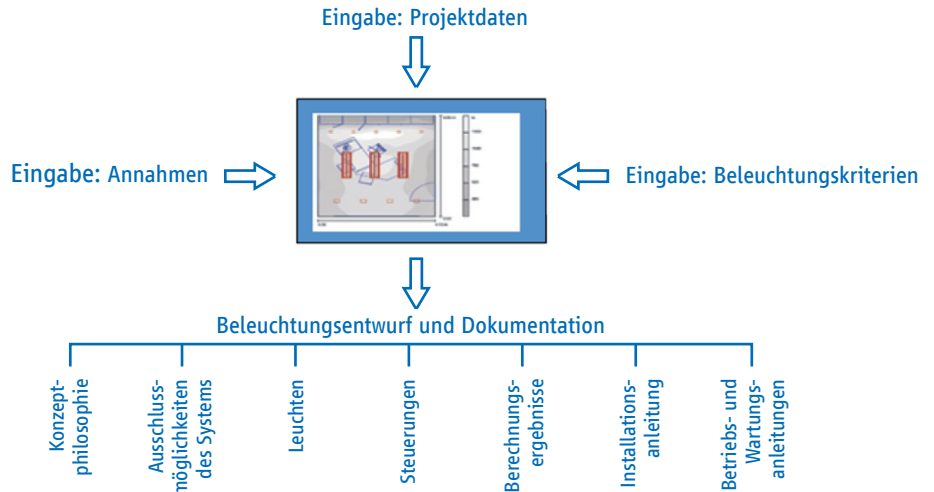 Eingabe: Projektdaten
Eingabe: Annahmen
Eingabe: Beleuchtungskriterien
Beleuchtungsentwurf und Dokumentation
Konzept-
philosophie
Ausschluss-
möglichkeiten
des Systems
Leuchten
Steuerungen
Berechnungs-
ergebnisse
Installations-
anleitung
Betriebs- und
Wartungs-
anleitungen